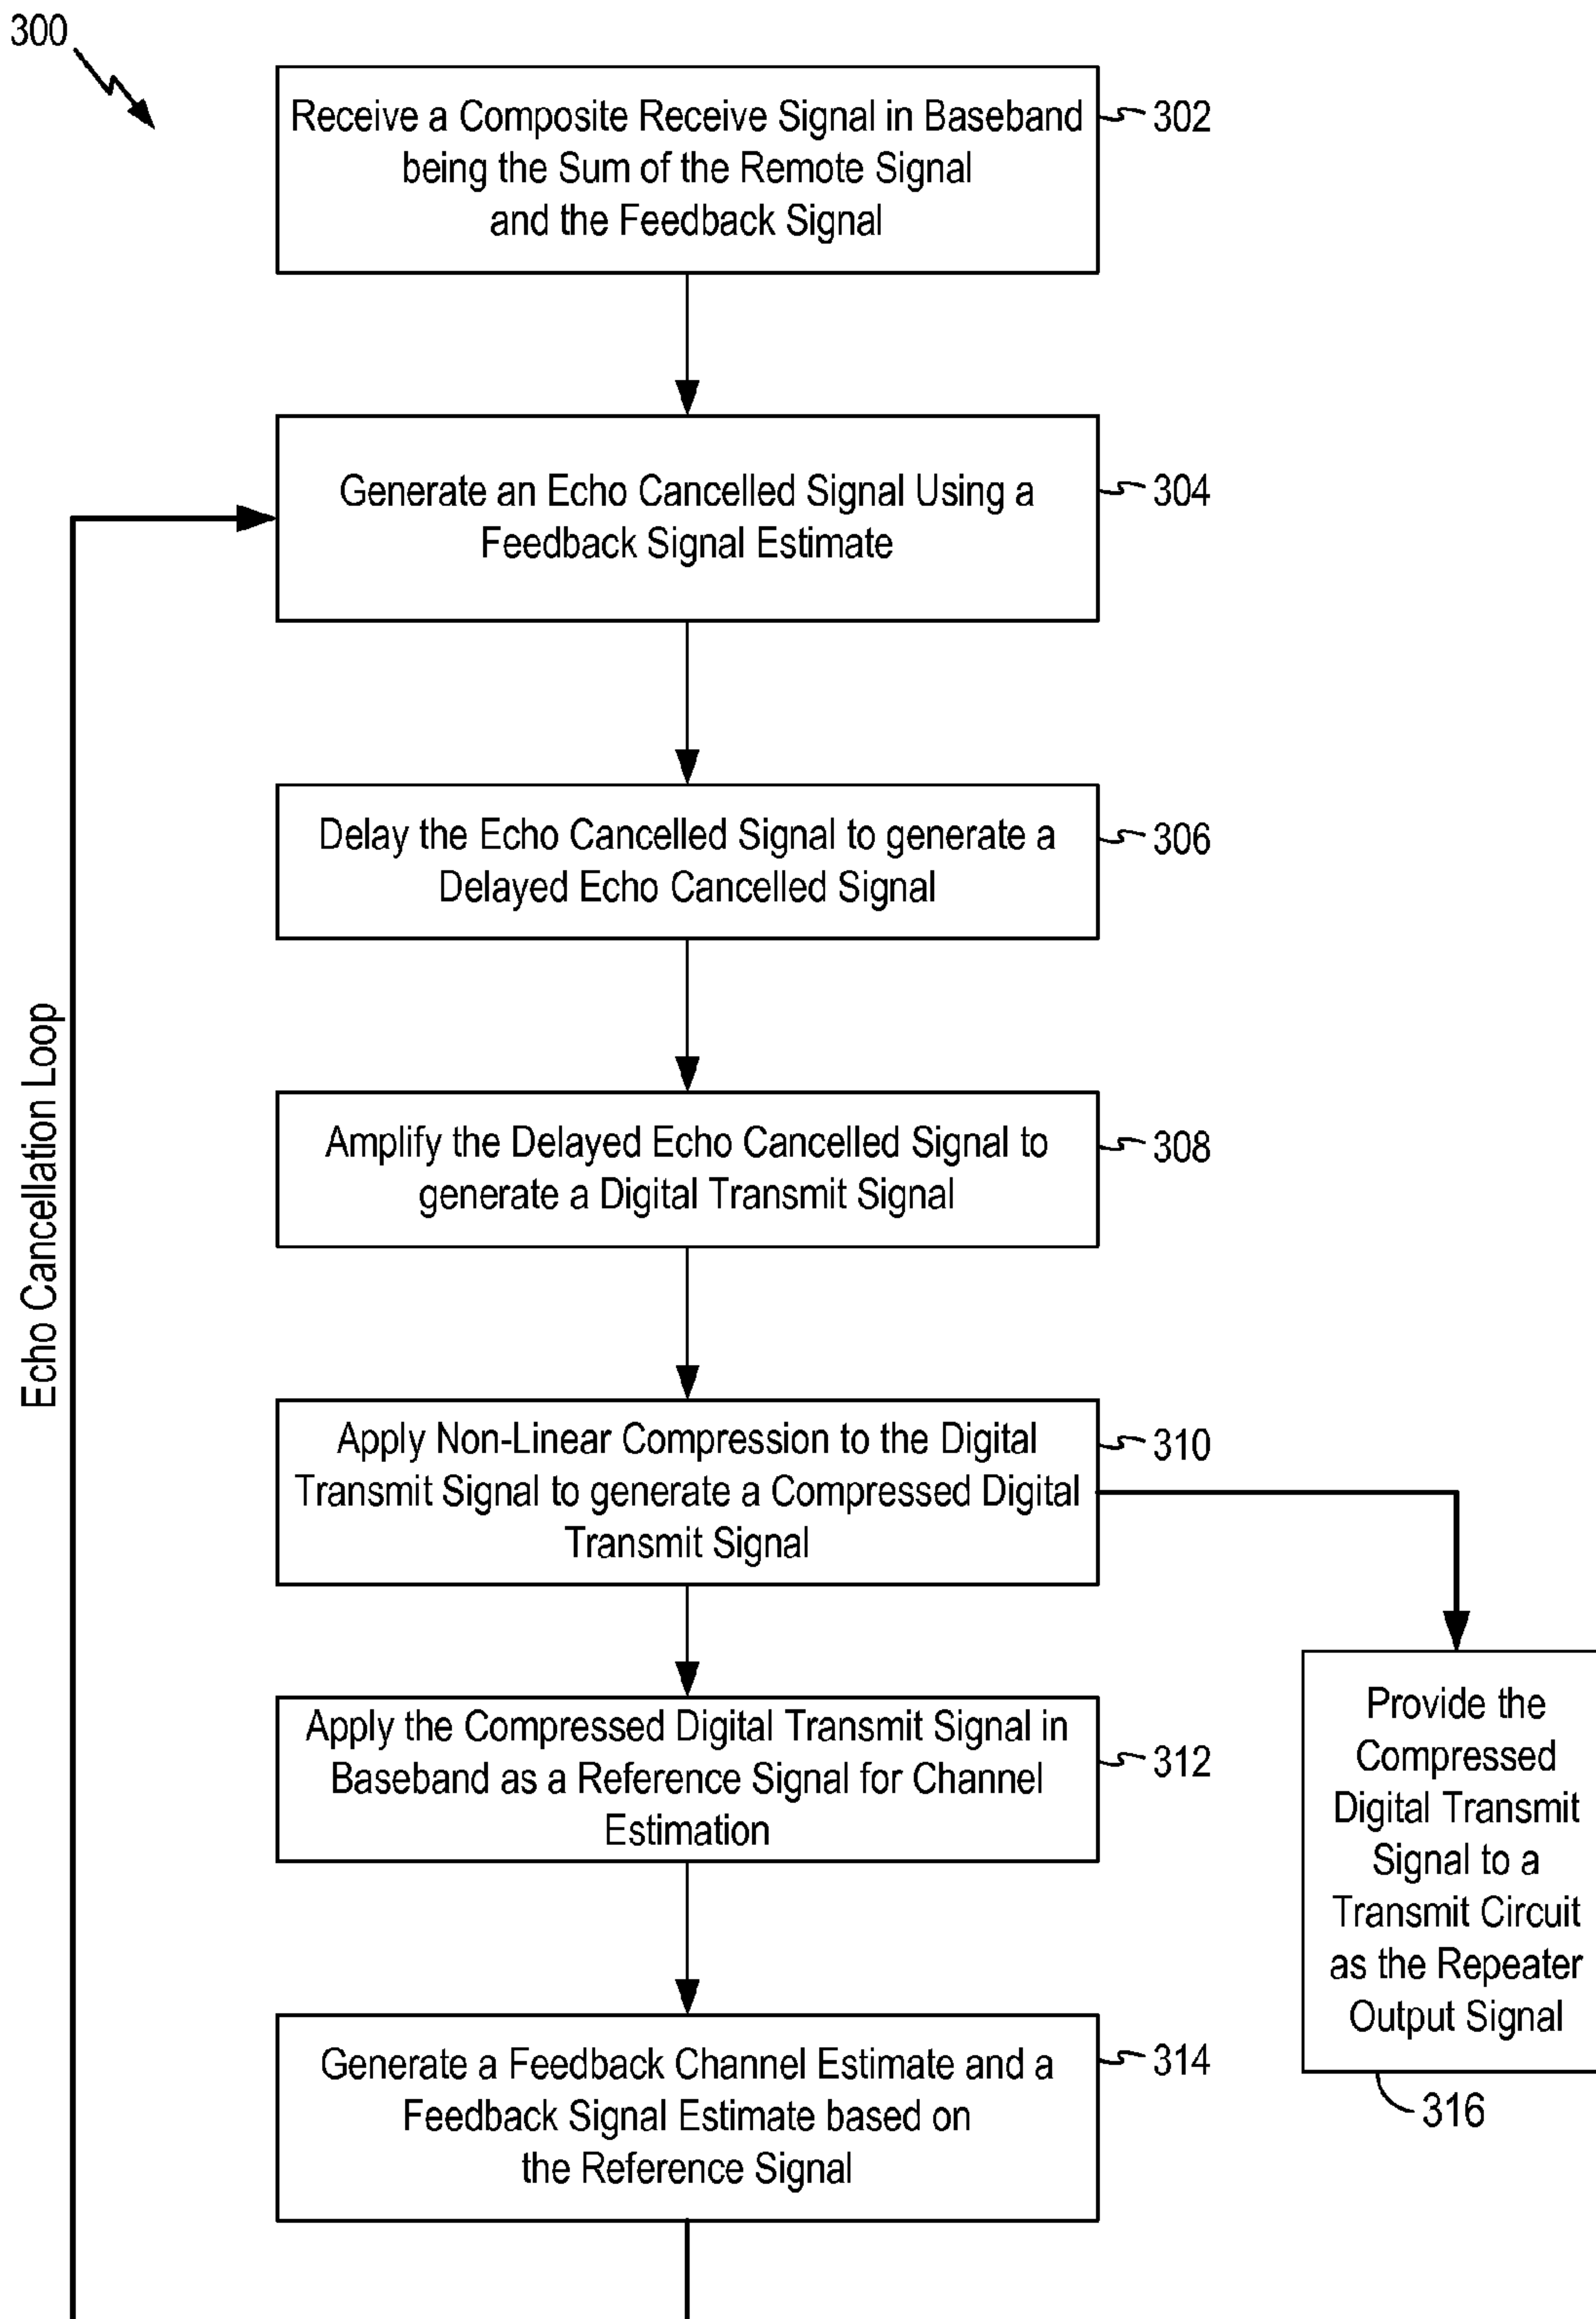 300
Receive a Composite Receive Signal in Baseband
being the Sum of the Remote Signal
and the Feedback Signal
302
Generate an Echo Cancelled Signal Using a
Feedback Signal Estimate
304
Delay the Echo Cancelled Signal to generate a
Delayed Echo Cancelled Signal
306
Amplify the Delayed Echo Cancelled Signal to
generate a Digital Transmit Signal
308
Echo Cancellation Loop
Apply Non-Linear Compression to the Digital
Transmit Signal to generate a Compressed Digital
Transmit Signal
310
Apply the Compressed Digital Transmit Signal in
Baseband as a Reference Signal for Channel
Estimation
312
Provide the
Compressed
Digital Transmit
Signal to a
Transmit Circuit
as the Repeater
Output Signal
316
Generate a Feedback Channel Estimate and a
Feedback Signal Estimate based on
the Reference Signal
314